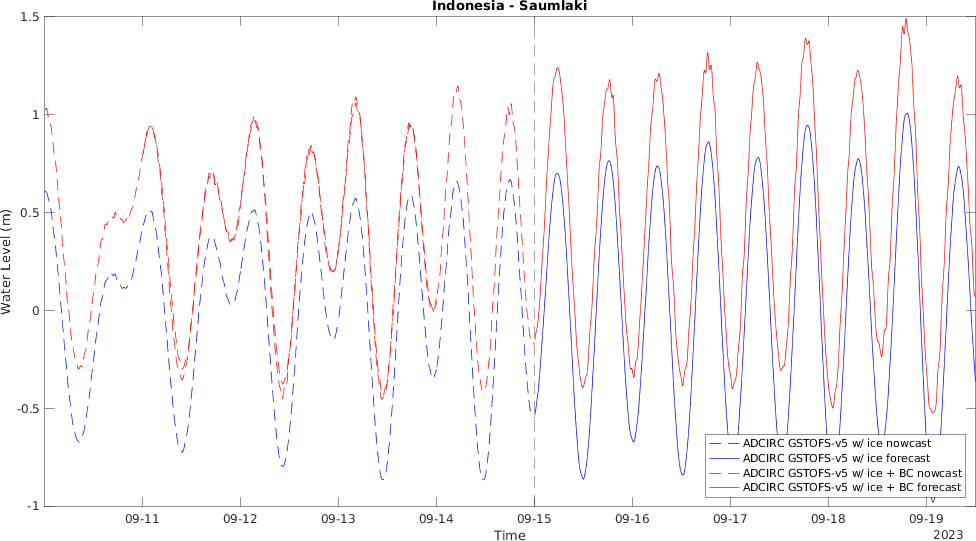 Indonesia - Saumlaki
1.5
1
0.5
0
-0.5
-1
Water Level (m)
ADCIRC GSTOFS-v5 w/ ice nowcast
ADCIRC GSTOFS-v5 w/ ice forecast
ADCIRC GSTOFS-v5 w/ ice + BC nowcast
ADCIRC GSTOFS-v5 w/ ice + BC forecast
09-11 09-12 09-13 09-14 09-15 09-16 09-17 09-18 09-19
Time
2023